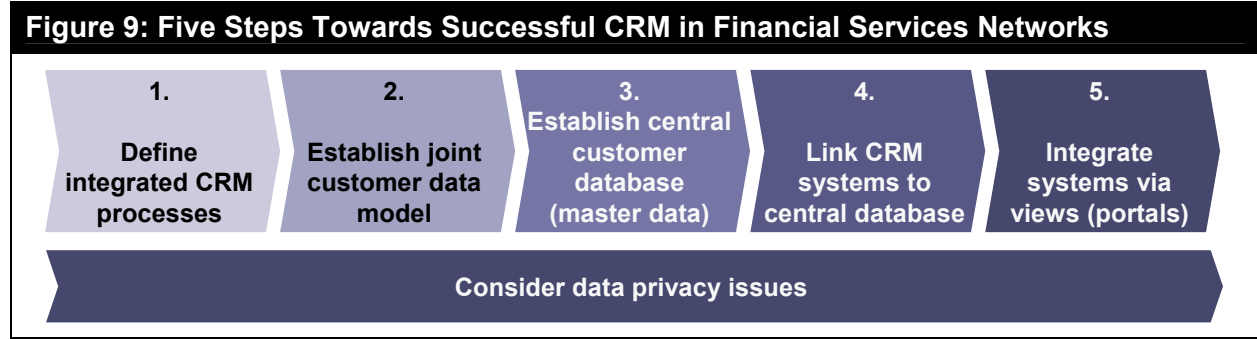 Figure 9: Five Steps Towards Successful CRM in Financial Services Networks
1.
Define
integrated CRM
processes
2.
Establish joint
customer data
model
3.
Establish central
customer
database
(master data)
4.
Link CRM
systems to
central database
5.
Integrate
systems via
views (portals)
Consider data privacy issues